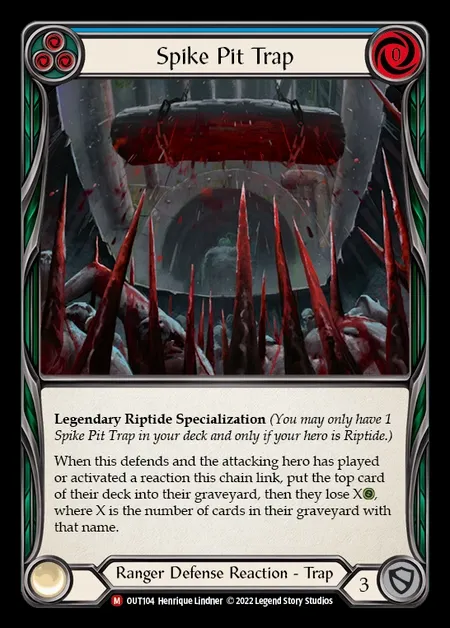 Spike Pit Trap
0
Legendary Riptide Specialization (You may only have 1
Spike Pit Trap in your deck and only if your hero is Riptide.)
When this defends and the attacking hero has played
or activated a reaction this chain link, put the top card
of their deck into their graveyard, then they lose X,
where X is the number of cards in their graveyard with
that name.
Ranger Defense Reaction - Trap
3
M OUT104 Henrique Lindner © 2022 Legend Story Studios